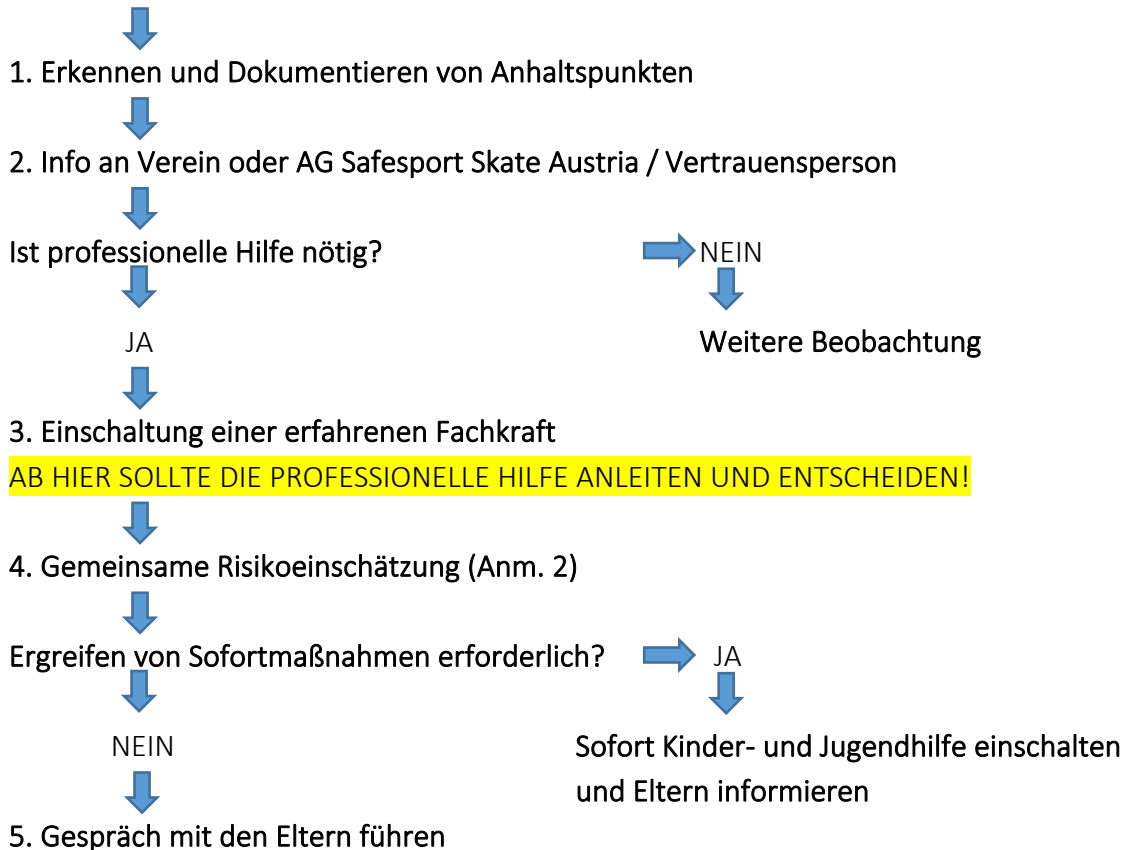 1. Erkennen und Dokumentieren von Anhaltspunkten
2. Info an Verein oder AG Safesport Skate Austria / Vertrauensperson
Ist professionelle Hilfe nötig? NEIN
JA Weitere Beobachtung
3. Einschaltung einer erfahrenen Fachkraft
AB HIER SOLLTE DIE PROFESSIONELLE HILFE ANLEITEN UND ENTSCHEIDEN!
4. Gemeinsame Risikoeinschätzung (Anm. 2)
Ergreifen von Sofortmaßnahmen erforderlich? JA
NEIN Sofort Kinder- und Jugendhilfe einschalten
und Eltern informieren
5. Gespräch mit den Eltern führen